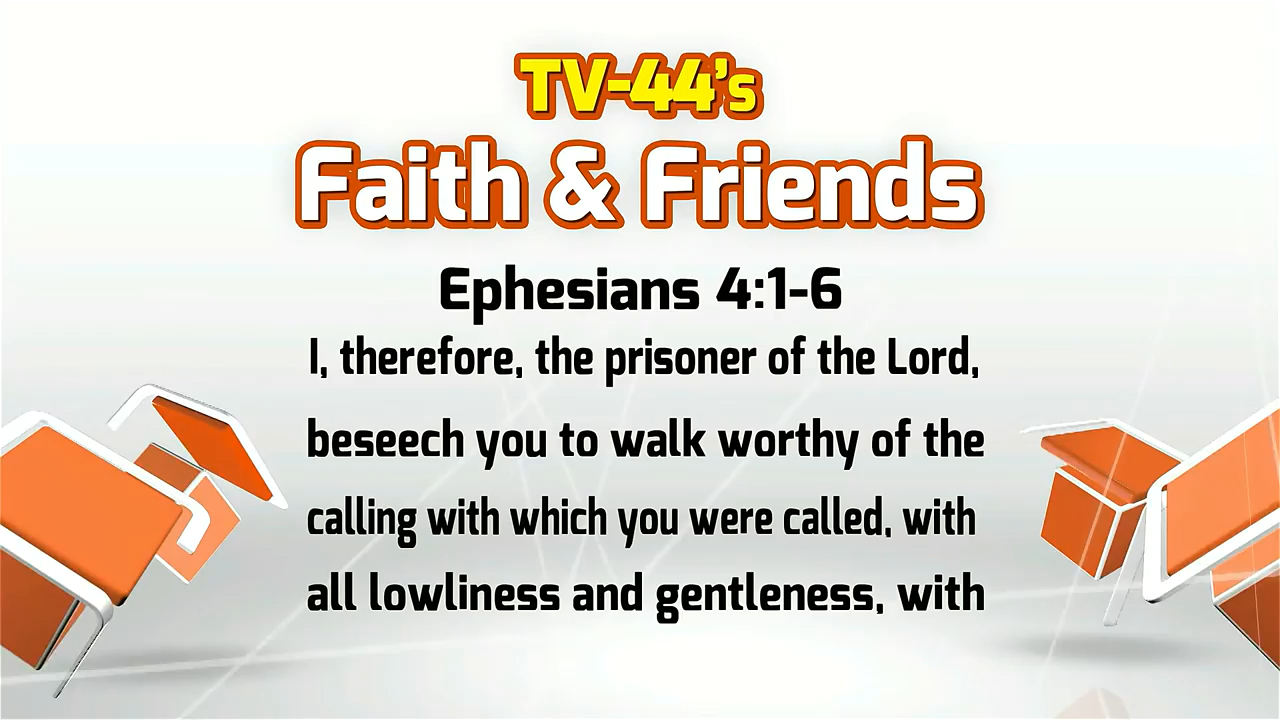 TV-44's
Faith & Friends
Ephesians 4:1-6
I, therefore, the prisoner of the Lord,
beseech you to walk worthy of the
calling with which you were called, with
all lowliness and gentleness, with